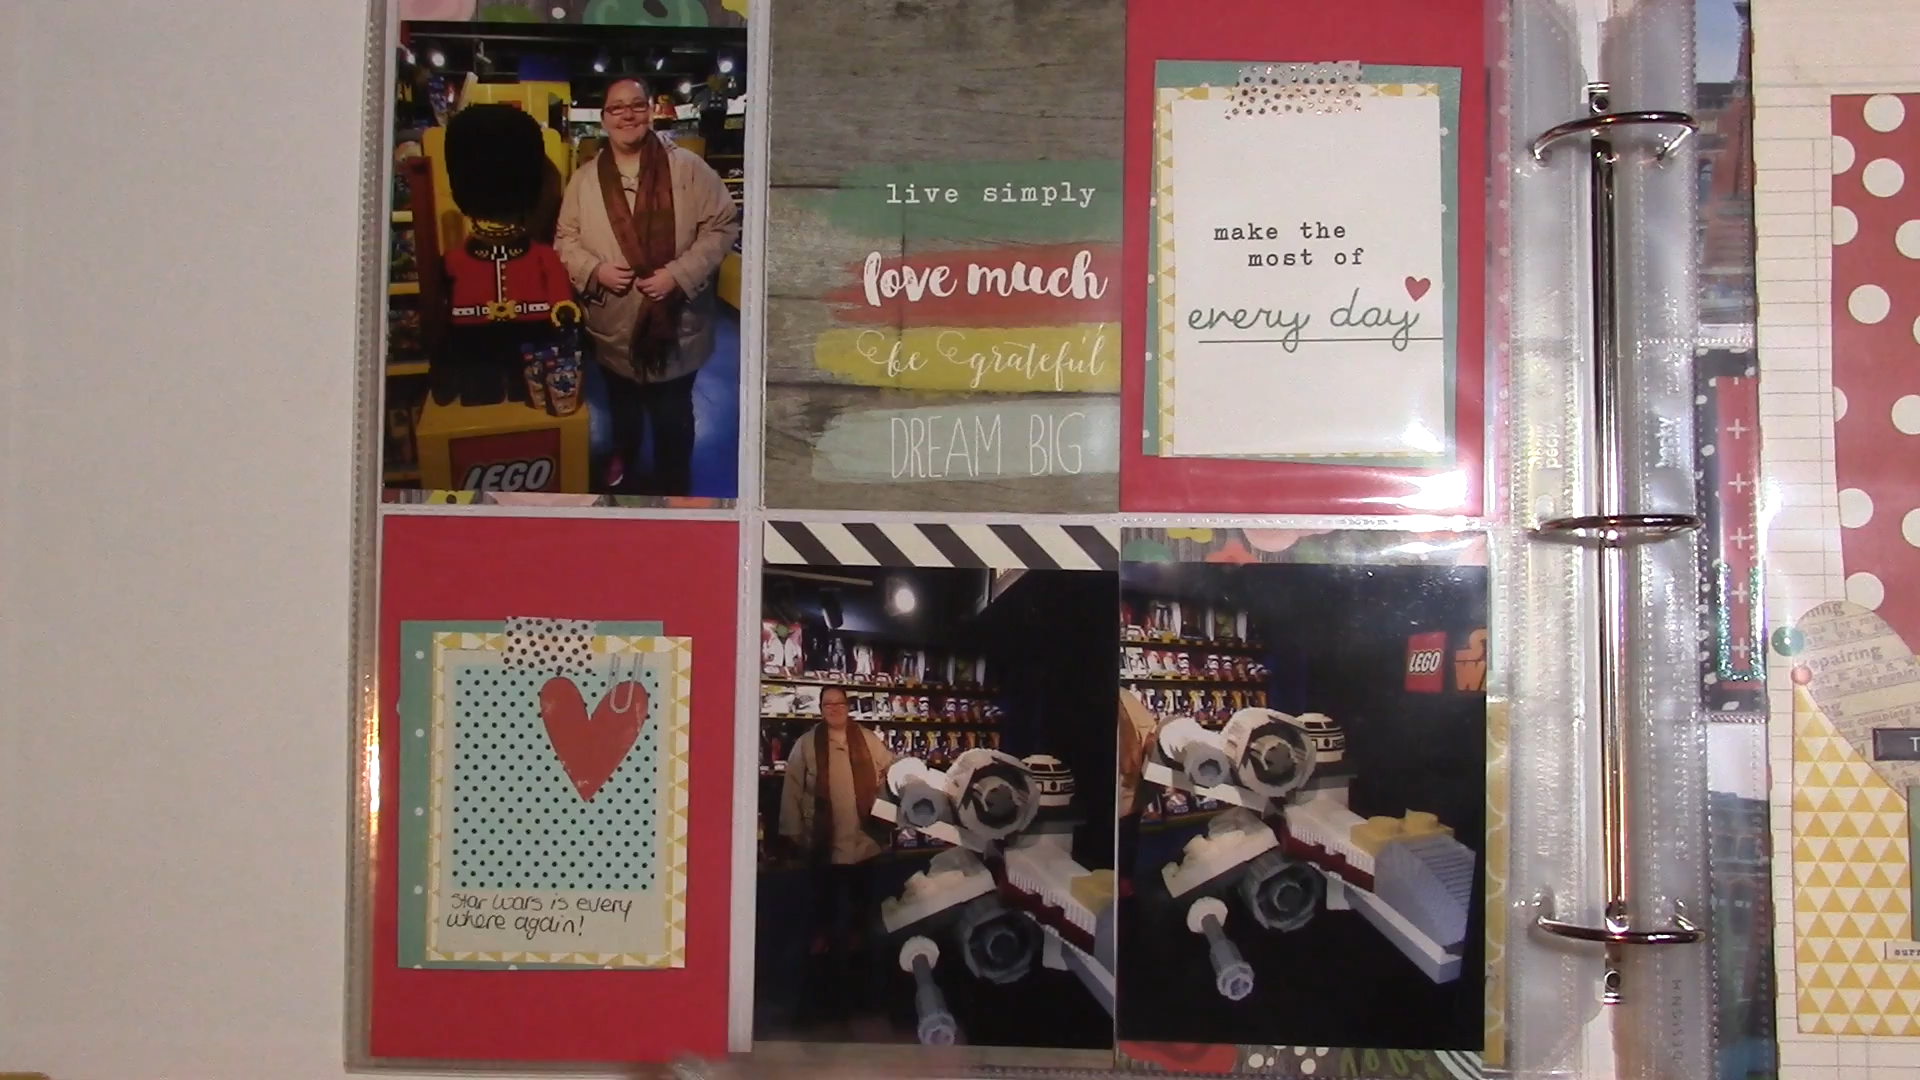 live simply
love much
be grateful
DREAM BIG
make the
most of
every day
LEGO
Star Wars is every
where again!
LEGO
repairing